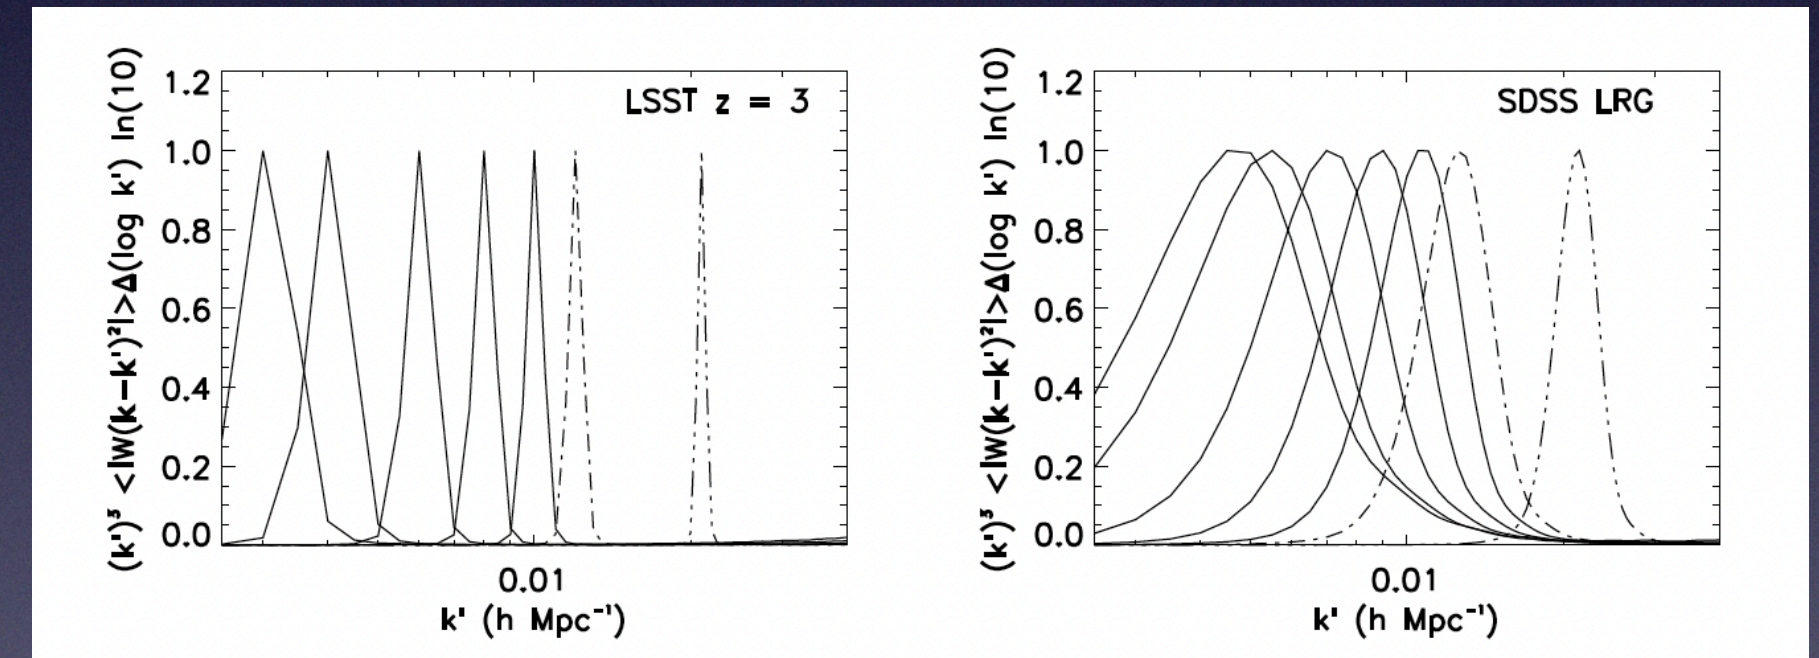 (k')³ <|W(k-k')²|>Δ(log k') ln(10)
1.2
1.0
0.8
0.6
0.4
0.2
0.0
LSST z = 3
0.01
k' (h Mpc⁻¹)
(k')³ <|W(k-k')²|>Δ(log k') ln(10)
1.2
1.0
0.8
0.6
0.4
0.2
0.0
SDSS LRG
0.01
k' (h Mpc⁻¹)